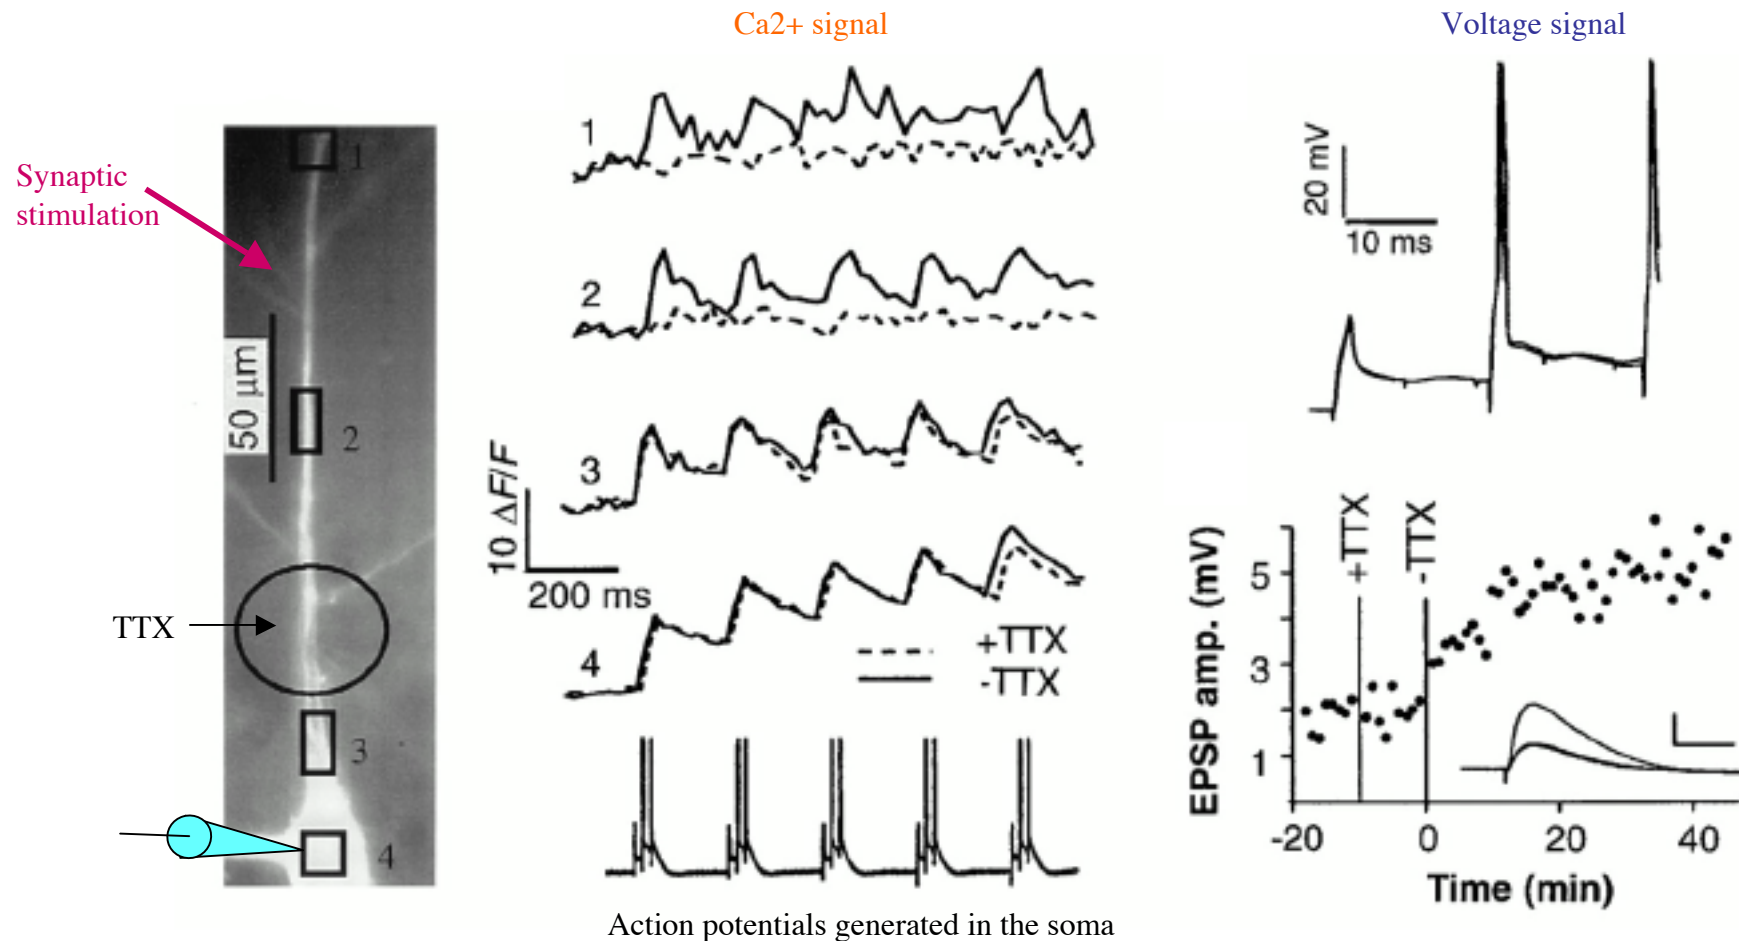 Ca2+ signal
Voltage signal
Synaptic
stimulation
TTX
50 µm
1
2
3
4
1
2
3
4
10 ΔF/F
200 ms
+TTX
-TTX
Action potentials generated in the soma
20 mV
10 ms
+TTX
-TTX
EPSP amp. (mV)
5
3
1
-20
0
20
40
Time (min)